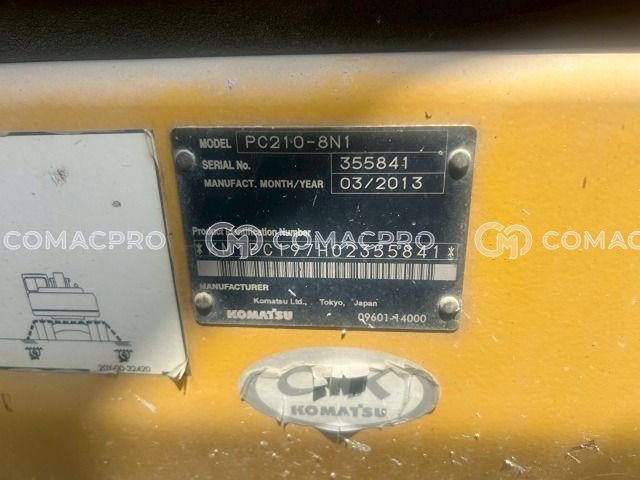 MODEL PC210-8N1
SERIAL No. 355841
MANUFACT. MONTH/YEAR 03/2013
Product Identification Number
MANUFACTURER
Komatsu Ltd., Tokyo, Japan
KOMATSU 09601-14000
COMACPRO COMACPRO COMACPRO
KOMATSU